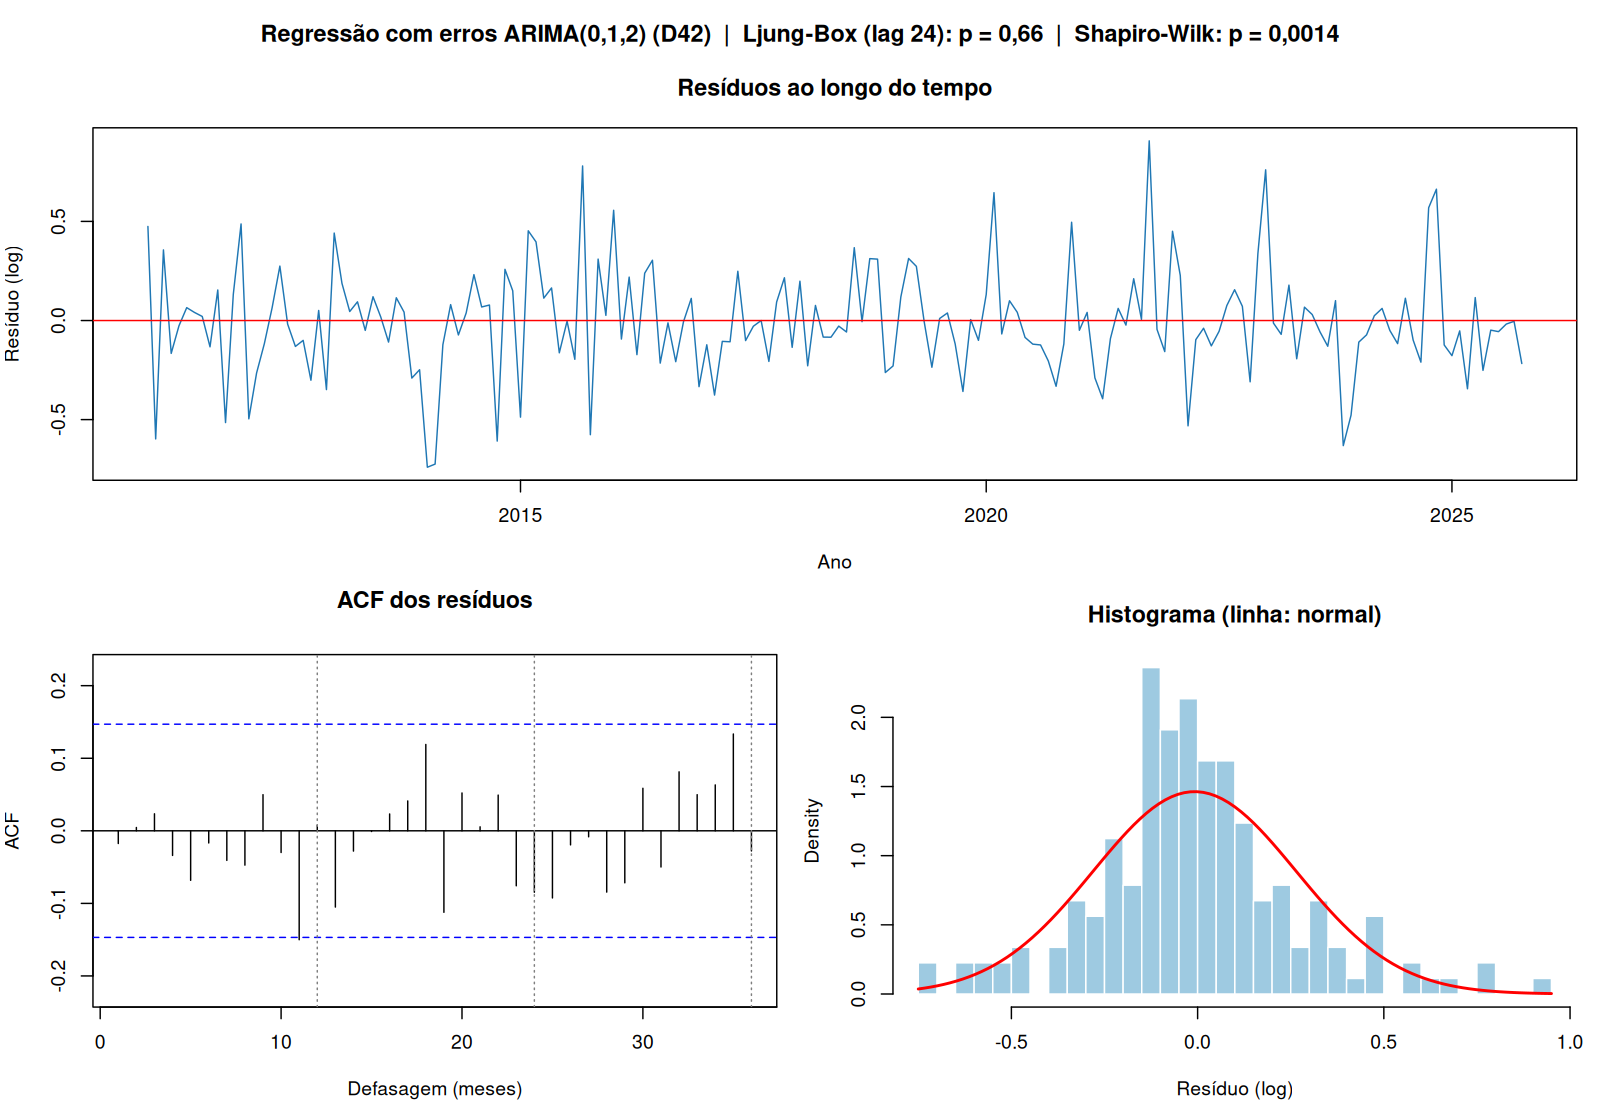 Regressão com erros ARIMA(0,1,2) (D42) | Ljung-Box (lag 24): p = 0,66 | Shapiro-Wilk: p = 0,0014
Resíduos ao longo do tempo
Resíduo (log)
0.5
0.0
-0.5
2015 2020 2025
Ano
ACF dos resíduos
ACF
0.2
0.1
0.0
-0.1
-0.2
0 10 20 30
Defasagem (meses)
Histograma (linha: normal)
Density
2.0
1.5
1.0
0.5
0.0
-0.5 0.0 0.5 1.0
Resíduo (log)